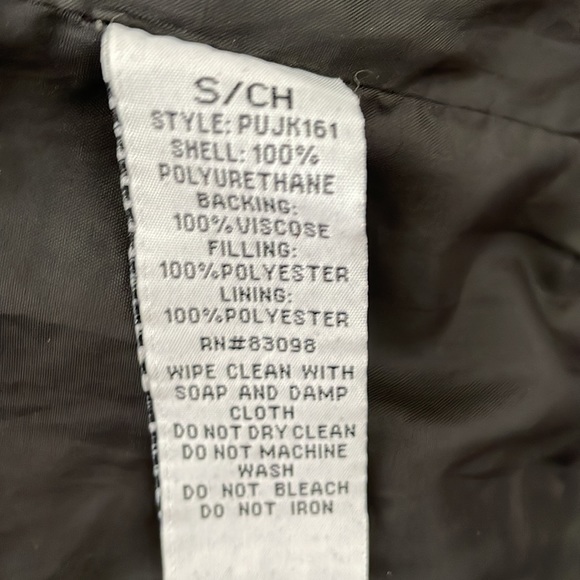 S/CH
STYLE: PUJK161
SHELL: 100%
POLYURETHANE
BACKING:
100%VISCOSE
FILLING:
100%POLYESTER
LINING:
100%POLYESTER
RN#83098
WIPE CLEAN WITH
SOAP AND DAMP
CLOTH
DO NOT DRY CLEAN
DO NOT MACHINE
WASH
DO NOT BLEACH
DO NOT IRON